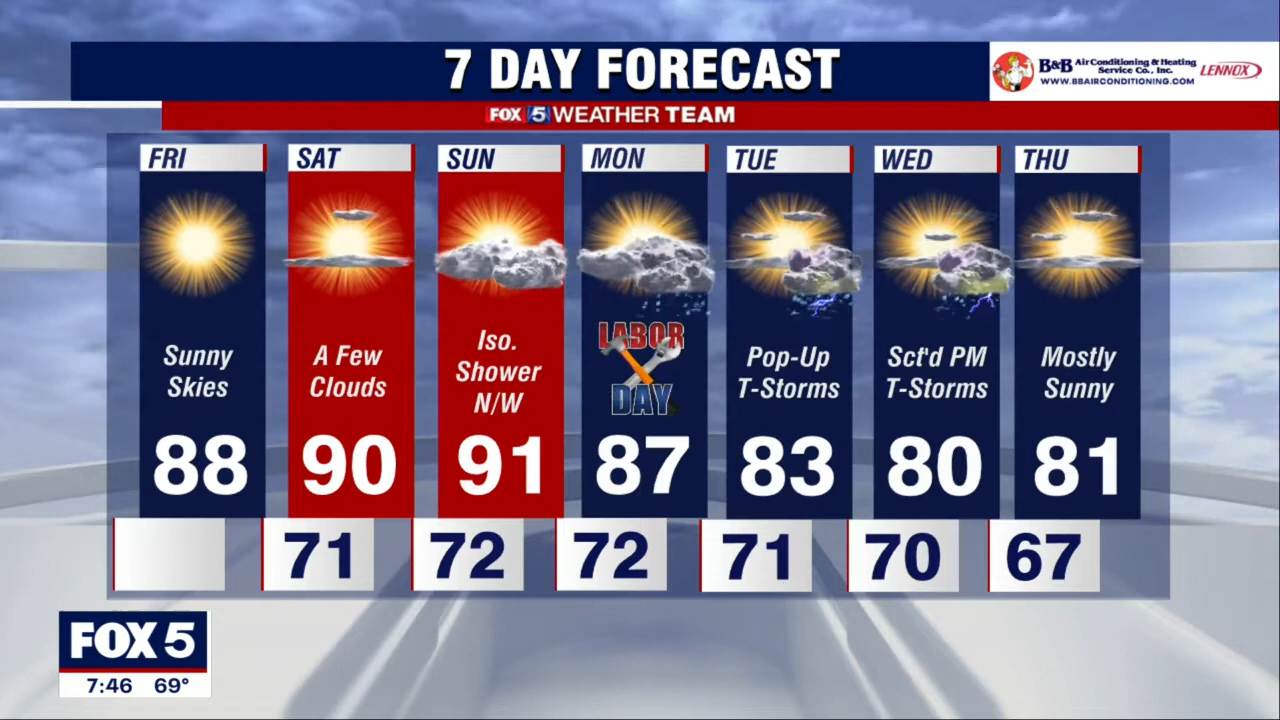 7 DAY FORECAST
B&B Air Conditioning & Heating
Service Co., Inc.
WWW.BBAIRCONDITIONING.COM
LENNOX
FOX 5 WEATHER TEAM
FRI
SAT
SUN
MON
TUE
WED
THU
Sunny
Skies
A Few
Clouds
Iso.
Shower
N/W
LABOR
DAY
Pop-Up
T-Storms
Sct'd PM
T-Storms
Mostly
Sunny
88
90
91
87
83
80
81
71
72
72
71
70
67
FOX 5
7:46 69°